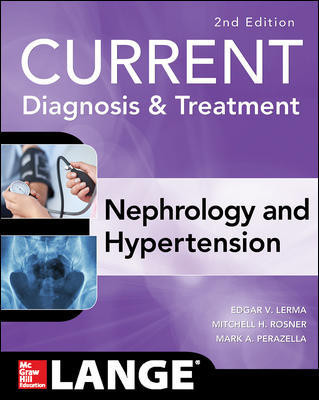 2nd Edition
CURRENT
Diagnosis & Treatment
Nephrology and
Hypertension
EDGAR V. LERMA
MITCHELL H. ROSNER
MARK A. PERAZELLA
Mc
Graw
Hill
Education
LANGE®